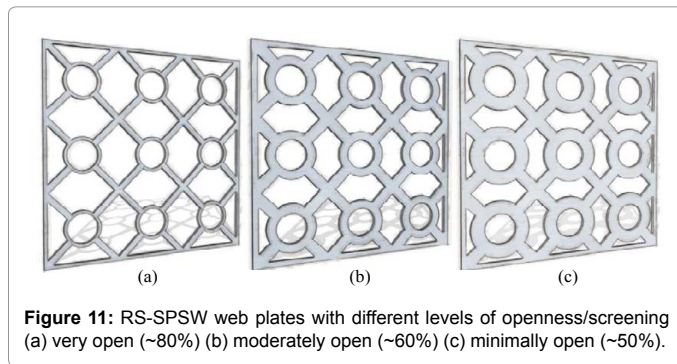 (a) (b) (c)
Figure 11: RS-SPSW web plates with different levels of openness/screening
(a) very open (~80%) (b) moderately open (~60%) (c) minimally open (~50%).